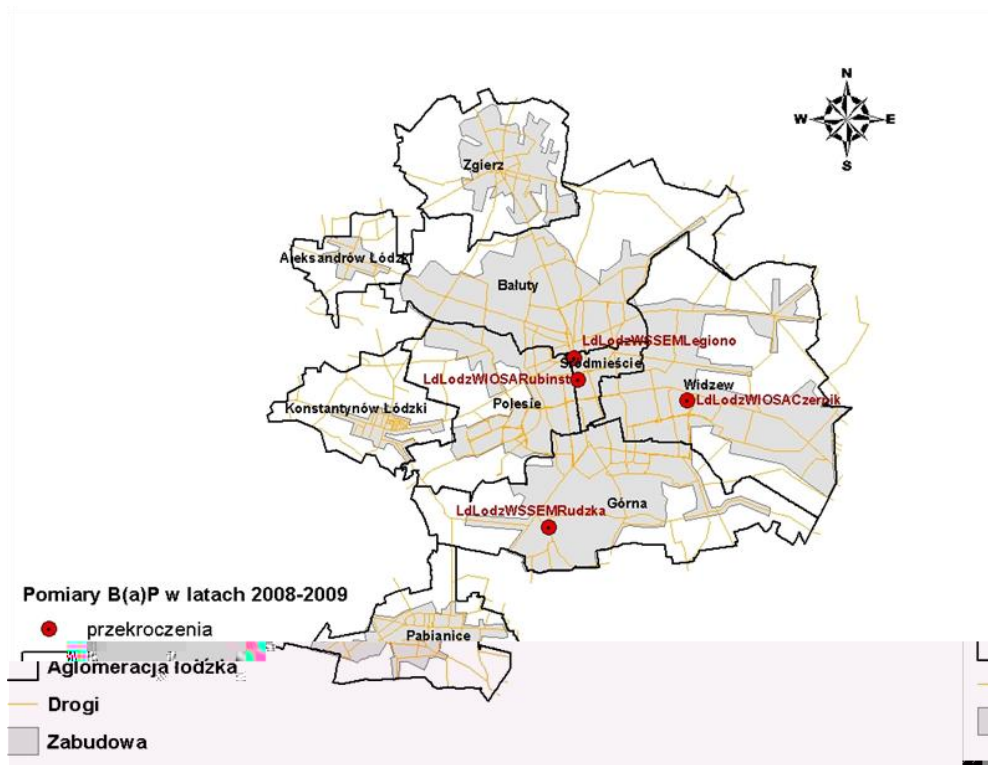 N
W E
S
Zgierz
Aleksandrów Łódzki
Bałuty
LdLodzWSSEMLegiono
Śródmieście
LdLodzWIOSARubinst
Widzew
Polesie
LdLodzWIOSACzernik
Konstantynów Łódzki
Górna
LdLodzWSSEMRudzka
Pomiary B(a)P w latach 2008-2009
przekroczenia
Pabianice
Aglomeracja łódzka
Drogi
Zabudowa